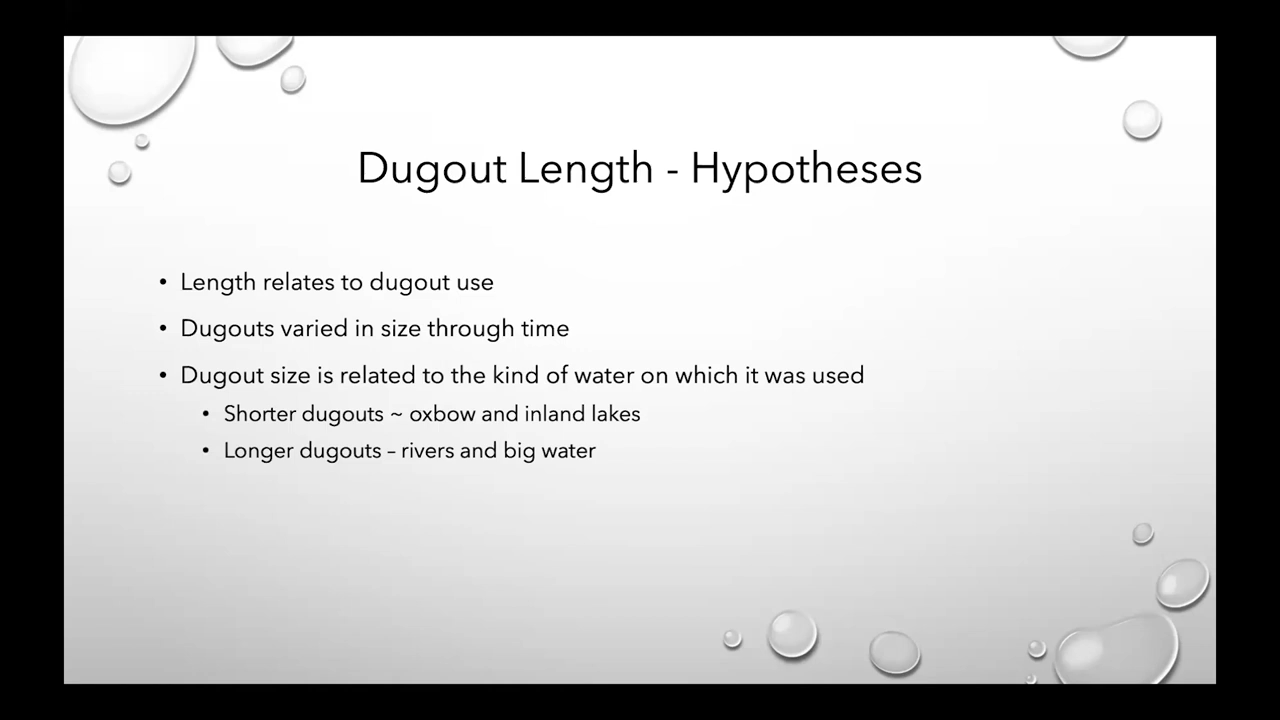 Dugout Length - Hypotheses
• Length relates to dugout use
• Dugouts varied in size through time
• Dugout size is related to the kind of water on which it was used
• Shorter dugouts ~ oxbow and inland lakes
• Longer dugouts – rivers and big water